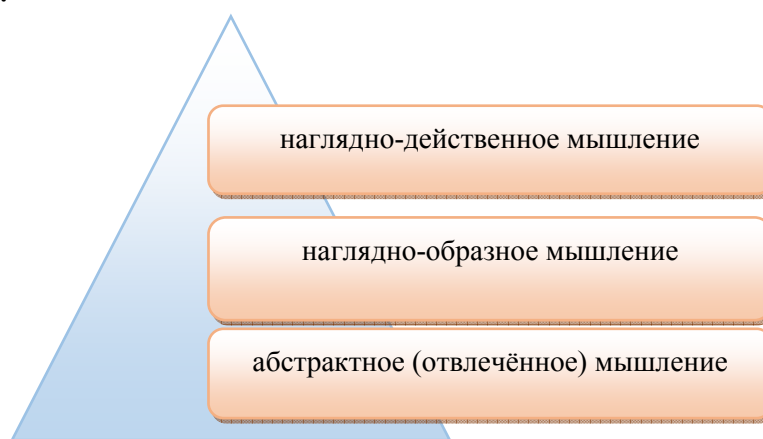 наглядно-действенное мышление
наглядно-образное мышление
абстрактное (отвлечённое) мышление